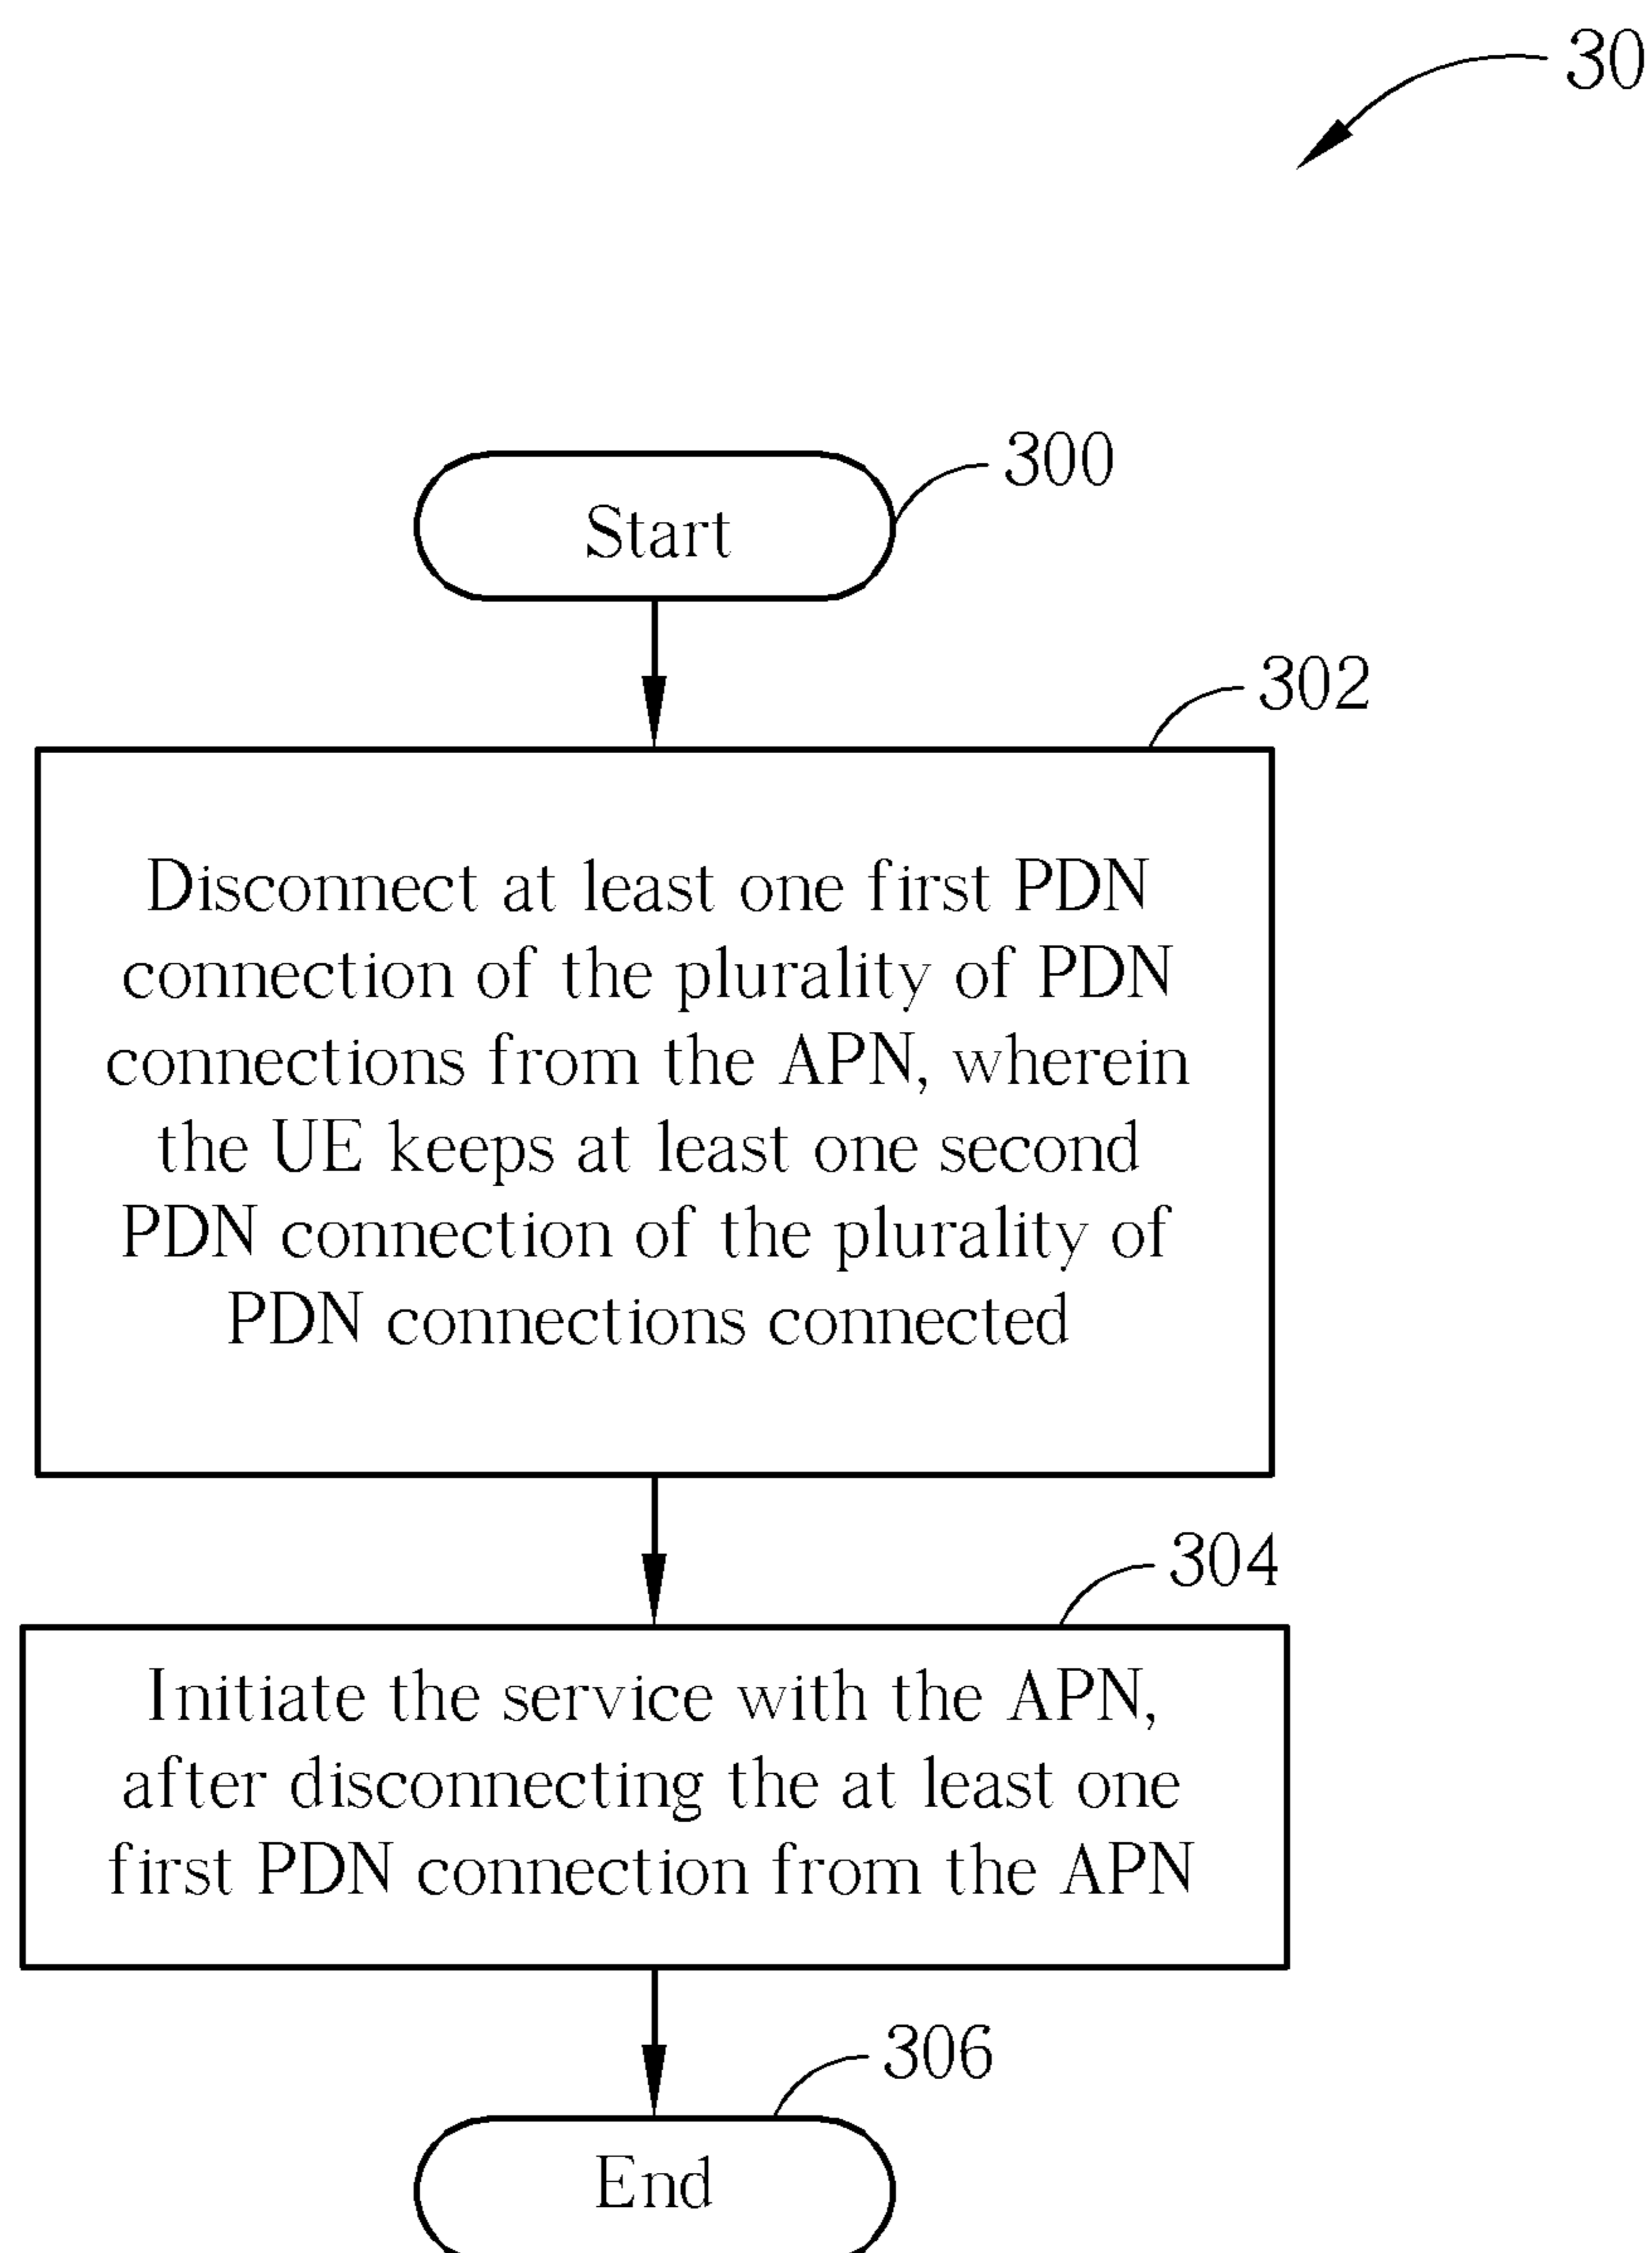 30
300
Start
302
Disconnect at least one first PDN
connection of the plurality of PDN
connections from the APN, wherein
the UE keeps at least one second
PDN connection of the plurality of
PDN connections connected
304
Initiate the service with the APN,
after disconnecting the at least one
first PDN connection from the APN
306
End